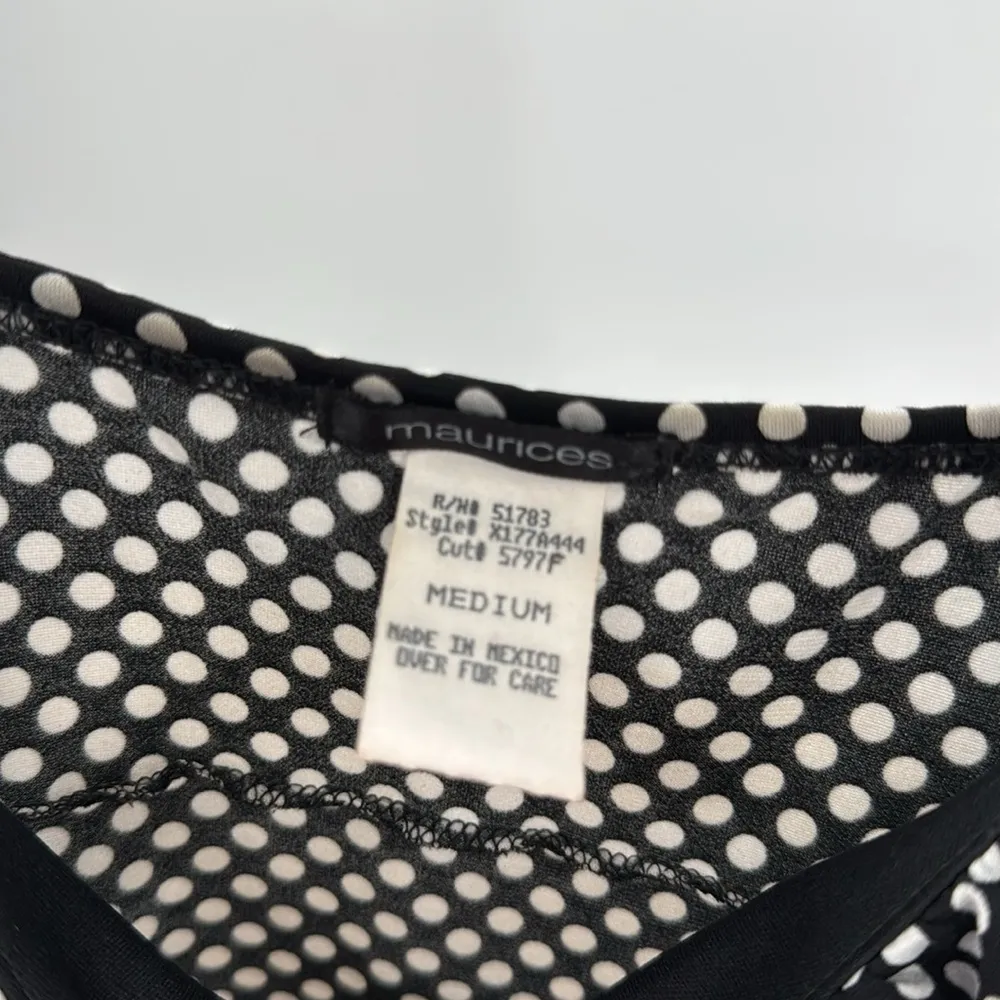 maurices
R/N# 51783
Style# X177A444
Cut# 5797F
MEDIUM
MADE IN MEXICO
OVER FOR CARE